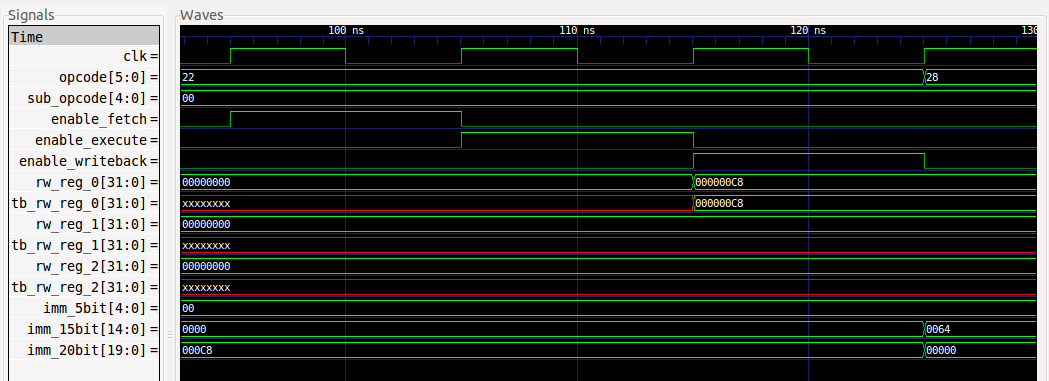 Signals Waves
Time 100 ns 110 ns 120 ns 130
clk=
opcode[5:0]= 22 28
sub_opcode[4:0]= 00
enable_fetch=
enable_execute=
enable_writeback=
rw_reg_0[31:0]= 00000000 000000C8
tb_rw_reg_0[31:0]= xxxxxxxx 000000C8
rw_reg_1[31:0]= 00000000
tb_rw_reg_1[31:0]= xxxxxxxx
rw_reg_2[31:0]= 00000000
tb_rw_reg_2[31:0]= xxxxxxxx
imm_5bit[4:0]= 00
imm_15bit[14:0]= 0000 0064
imm_20bit[19:0]= 000C8 00000